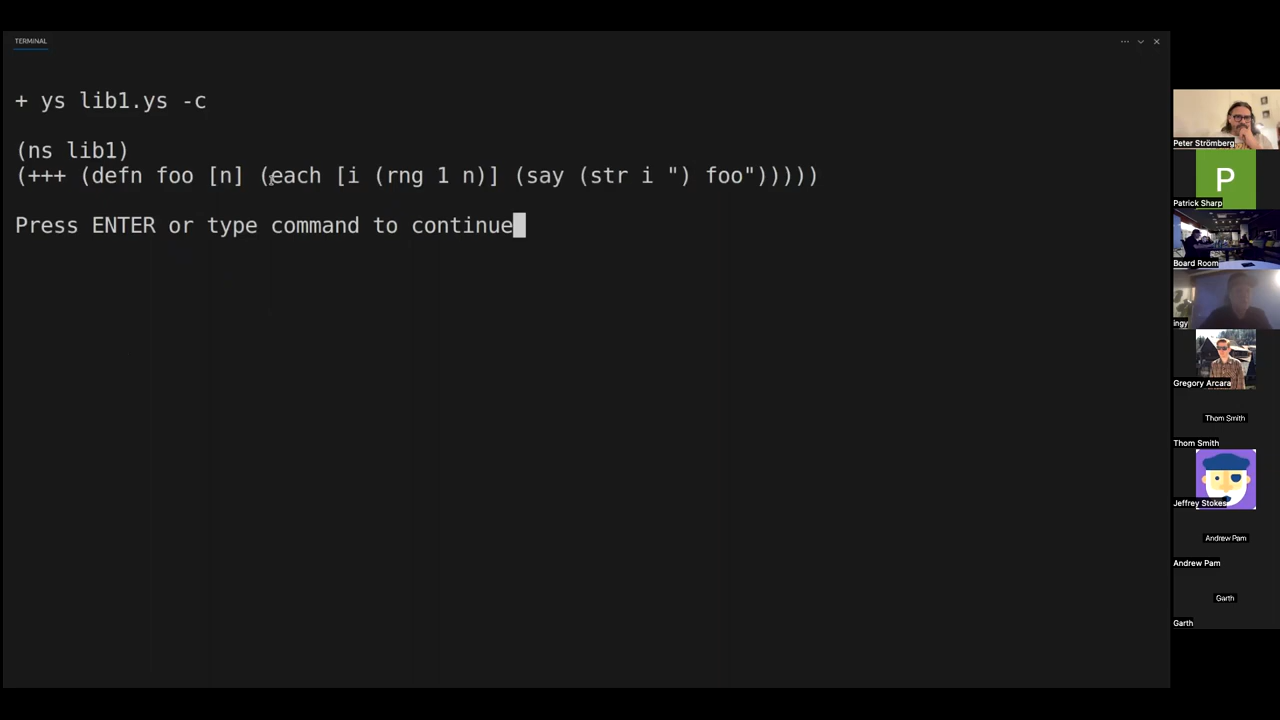 TERMINAL
+ ys lib1.ys -c
(ns lib1)
(+++ (defn foo [n] (each [i (rng 1 n)] (say (str i ") foo")))))
Press ENTER or type command to continue
Peter Strömberg
P
Patrick Sharp
Board Room
ingy
Gregory Arcara
Thom Smith
Thom Smith
Jeffrey Stokes
Andrew Pam
Andrew Pam
Garth
Garth